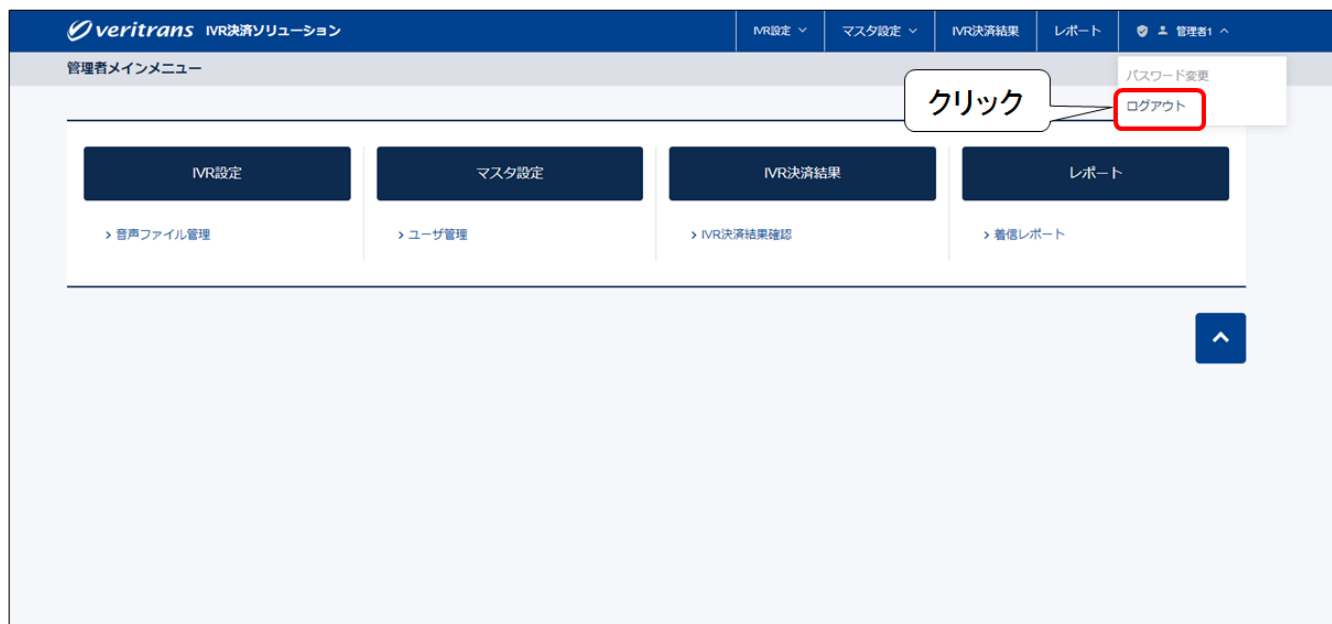 veritrans IVR決済ソリューション IVR設定 マスタ設定 IVR決済結果 レポート 管理者1
管理者メインメニュー
パスワード変更
クリック
ログアウト
IVR設定 マスタ設定 IVR決済結果 レポート
音声ファイル管理 ユーザ管理 IVR決済結果確認 着信レポート